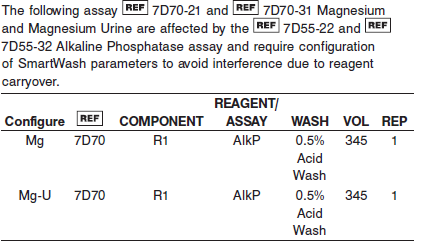 The following assay REF 7D70-21 and REF 7D70-31 Magnesium
and Magnesium Urine are affected by the REF 7D55-22 and REF
7D55-32 Alkaline Phosphatase assay and require configuration
of SmartWash parameters to avoid interference due to reagent
carryover.
REAGENT/
Configure REF COMPONENT ASSAY WASH VOL REP
Mg 7D70 R1 AlkP 0.5% 345 1
Acid
Wash
Mg-U 7D70 R1 AlkP 0.5% 345 1
Acid
Wash